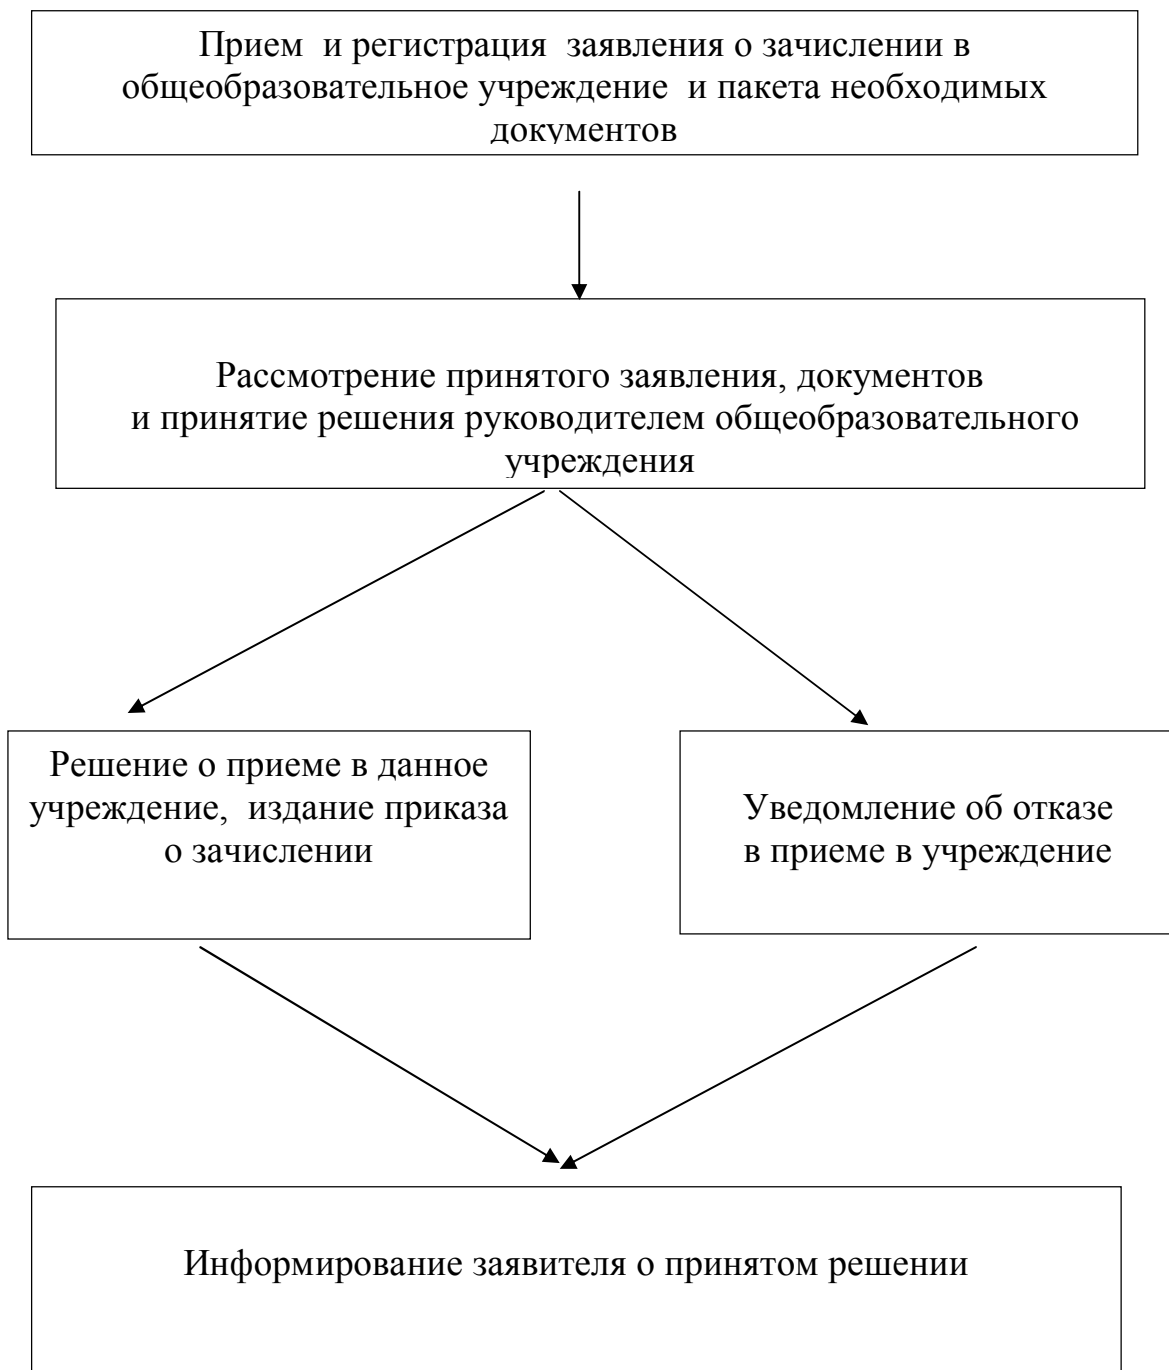 Прием и регистрация заявления о зачислении в
общеобразовательное учреждение и пакета необходимых
документов
Рассмотрение принятого заявления, документов
и принятие решения руководителем общеобразовательного
учреждения
Решение о приеме в данное
учреждение, издание приказа
о зачислении
Уведомление об отказе
в приеме в учреждение
Информирование заявителя о принятом решении